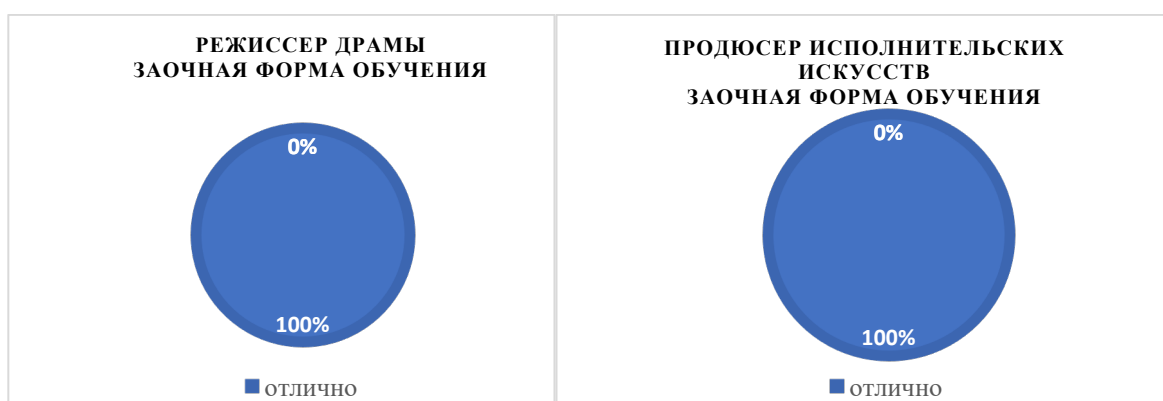 РЕЖИССЕР ДРАМЫ
ЗАОЧНАЯ ФОРМА ОБУЧЕНИЯ
0%
100%
отлично
ПРОДЮСЕР ИСПОЛНИТЕЛЬСКИХ
ИСКУССТВ
ЗАОЧНАЯ ФОРМА ОБУЧЕНИЯ
0%
100%
отлично